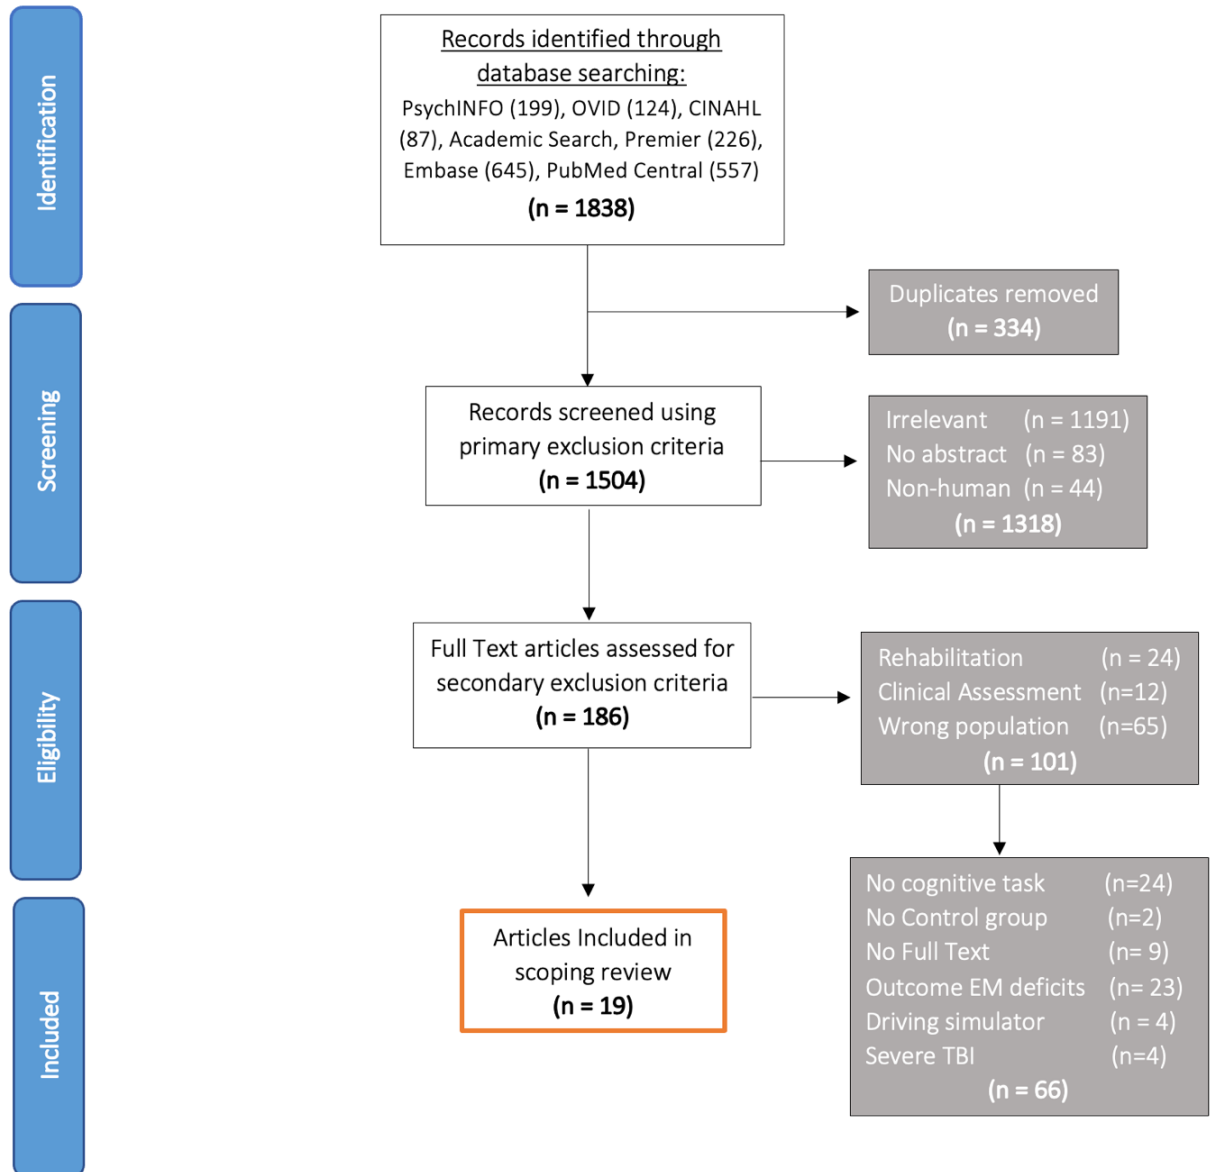 Identification
Records identified through
database searching:
PsychINFO (199), OVID (124), CINAHL
(87), Academic Search, Premier (226),
Embase (645), PubMed Central (557)
(n = 1838)
Duplicates removed
(n = 334)
Screening
Records screened using
primary exclusion criteria
(n = 1504)
Irrelevant (n = 1191)
No abstract (n = 83)
Non-human (n = 44)
(n = 1318)
Eligibility
Full Text articles assessed for
secondary exclusion criteria
(n = 186)
Rehabilitation (n = 24)
Clinical Assessment (n=12)
Wrong population (n=65)
(n = 101)
No cognitive task (n=24)
No Control group (n=2)
No Full Text (n= 9)
Outcome EM deficits (n= 23)
Driving simulator (n = 4)
Severe TBI (n=4)
(n = 66)
Included
Articles Included in
scoping review
(n = 19)